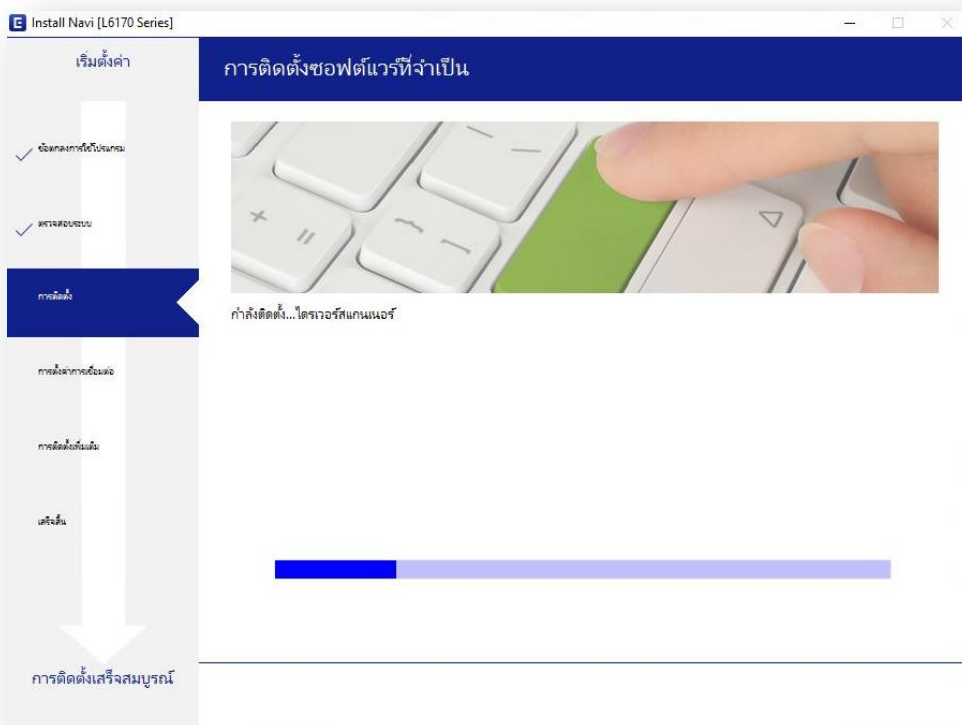 Install Navi [L6170 Series]
เริ่มตั้งค่า
ข้อตกลงการใช้โปรแกรม
ตรวจสอบระบบ
การติดตั้ง
การตั้งค่าการเชื่อมต่อ
การติดตั้งเพิ่มเติม
เสร็จสิ้น
การติดตั้งเสร็จสมบูรณ์
การติดตั้งซอฟต์แวร์ที่จำเป็น
กำลังติดตั้ง...ไดรเวอร์สแกนเนอร์